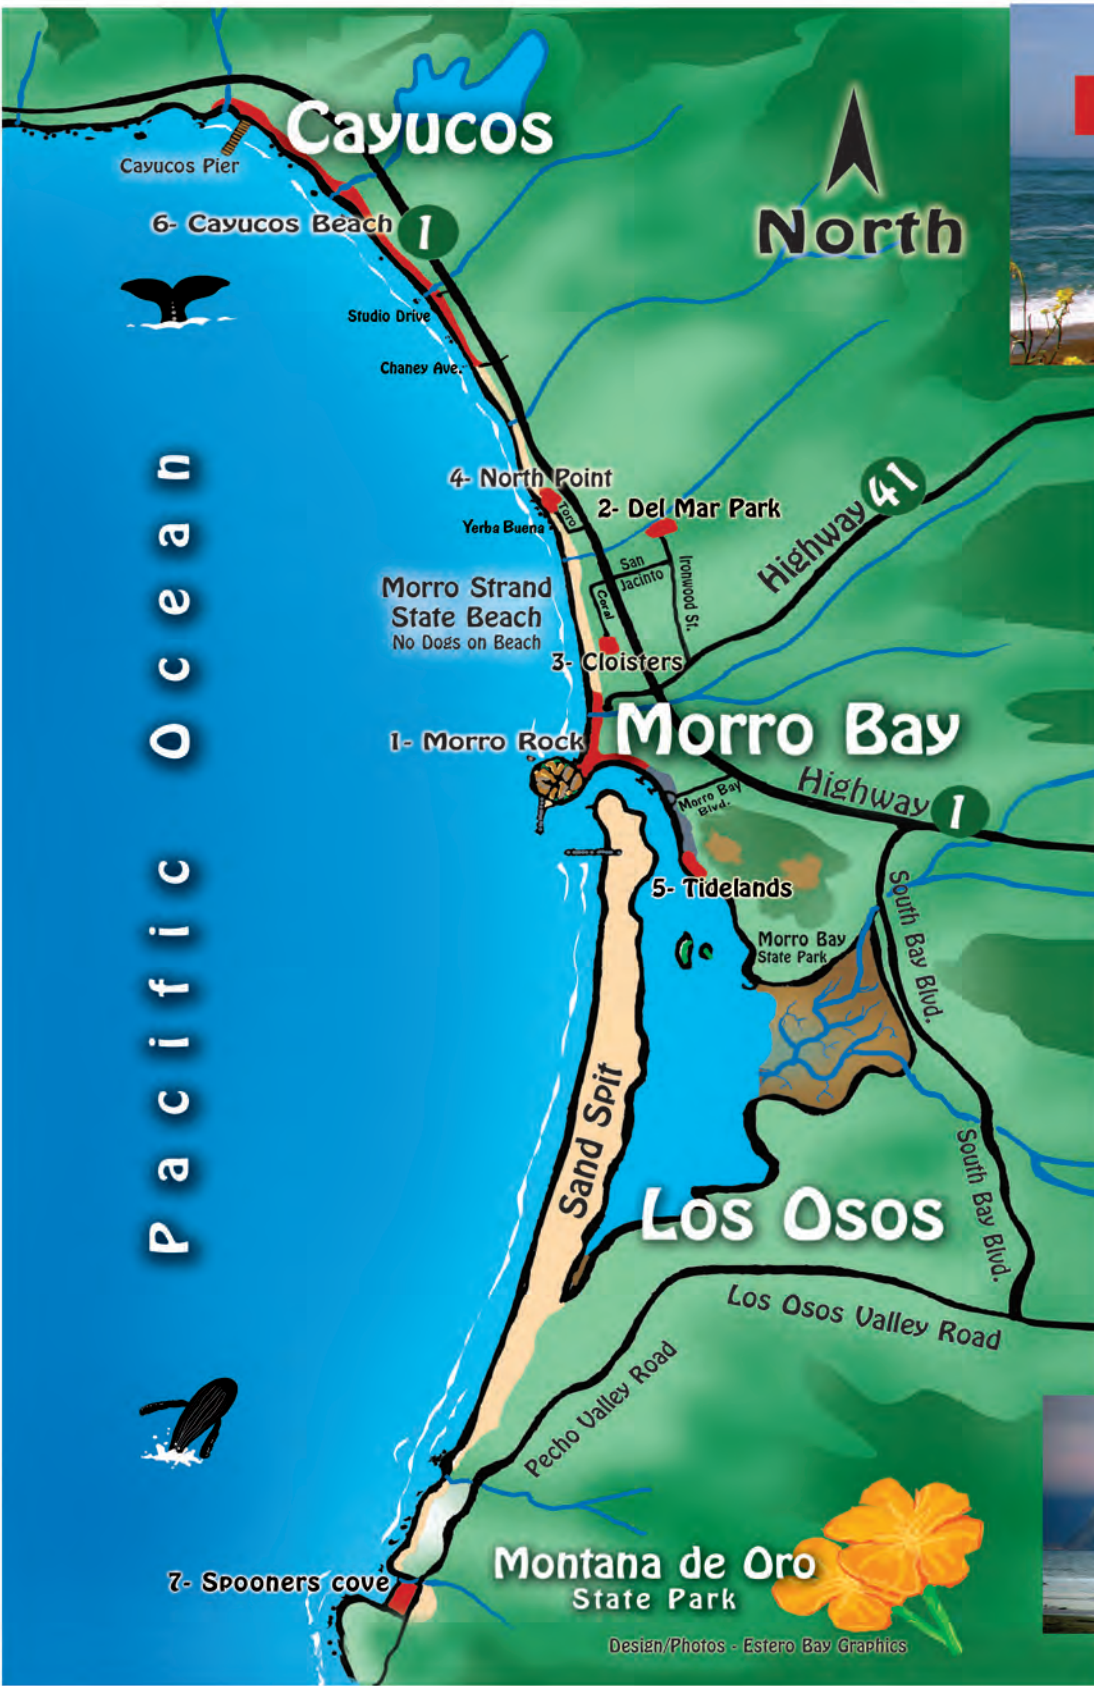 Cayucos
Cayucos Pier
6- Cayucos Beach
1
North
Studio Drive
Chaney Ave.
4- North Point
Toro
2- Del Mar Park
Yerba Buena
Highway 41
San
Jacinto
Ironwood St.
Coral
Morro Strand
State Beach
No Dogs on Beach
3- Cloisters
Morro Bay
1- Morro Rock
Highway 1
Morro Bay
Blvd.
5- Tidelands
South Bay Blvd.
Morro Bay
State Park
Pacific Ocean
Sand Spit
South Bay Blvd.
Los Osos
Los Osos Valley Road
Pecho Valley Road
Montana de Oro
State Park
7- Spooners cove
Design/Photos - Estero Bay Graphics